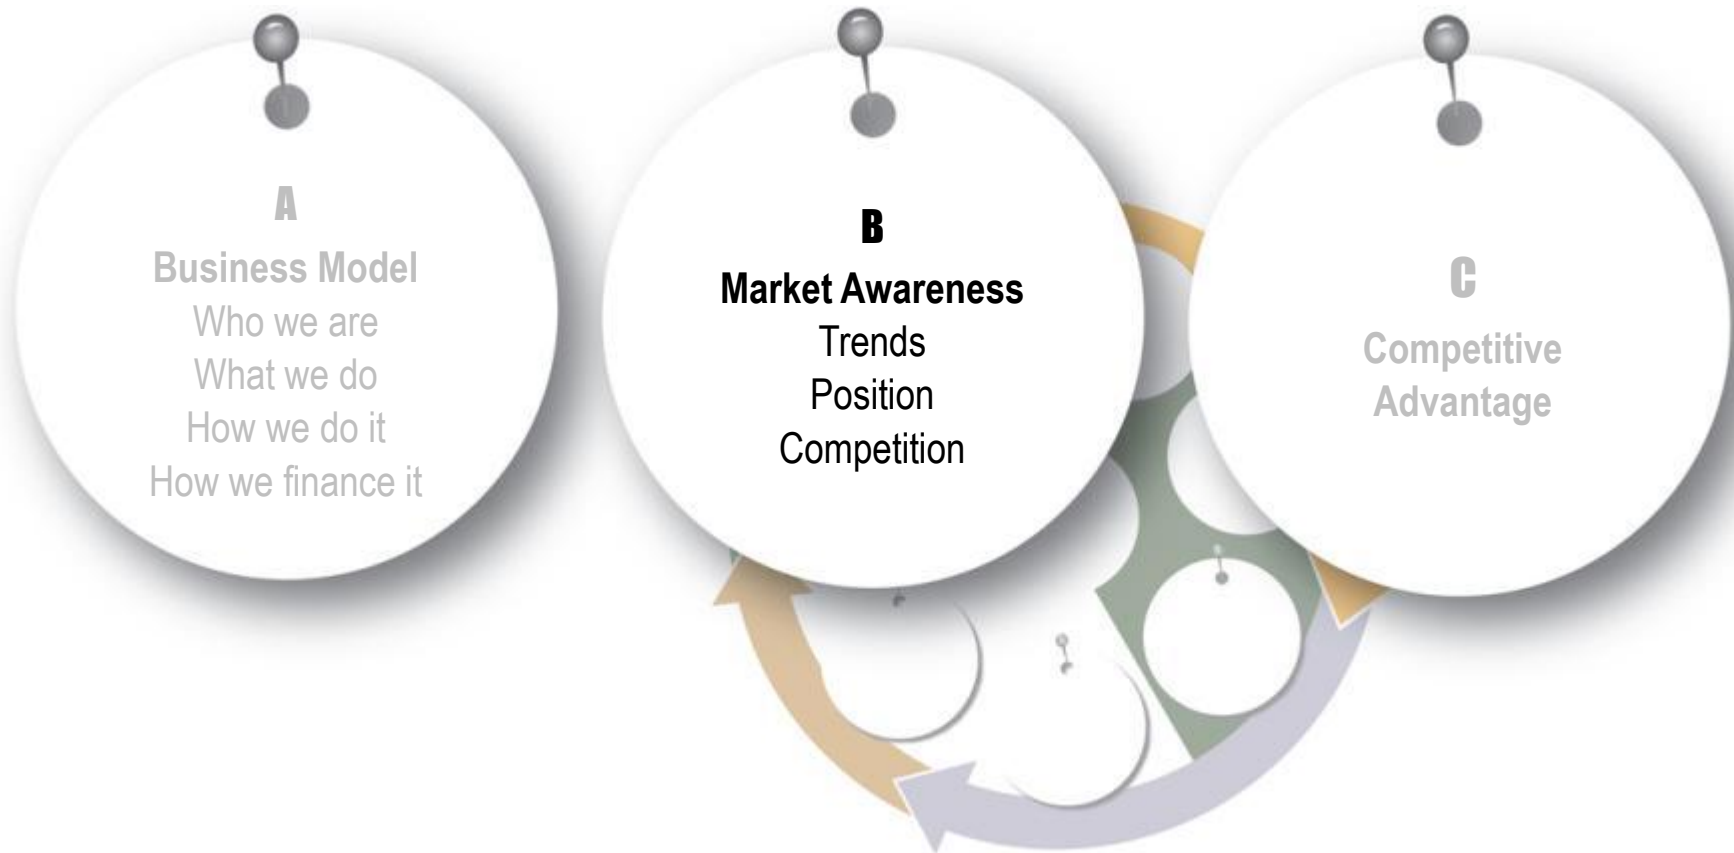 A
Business Model
Who we are
What we do
How we do it
How we finance it
B
Market Awareness
Trends
Position
Competition
C
Competitive
Advantage